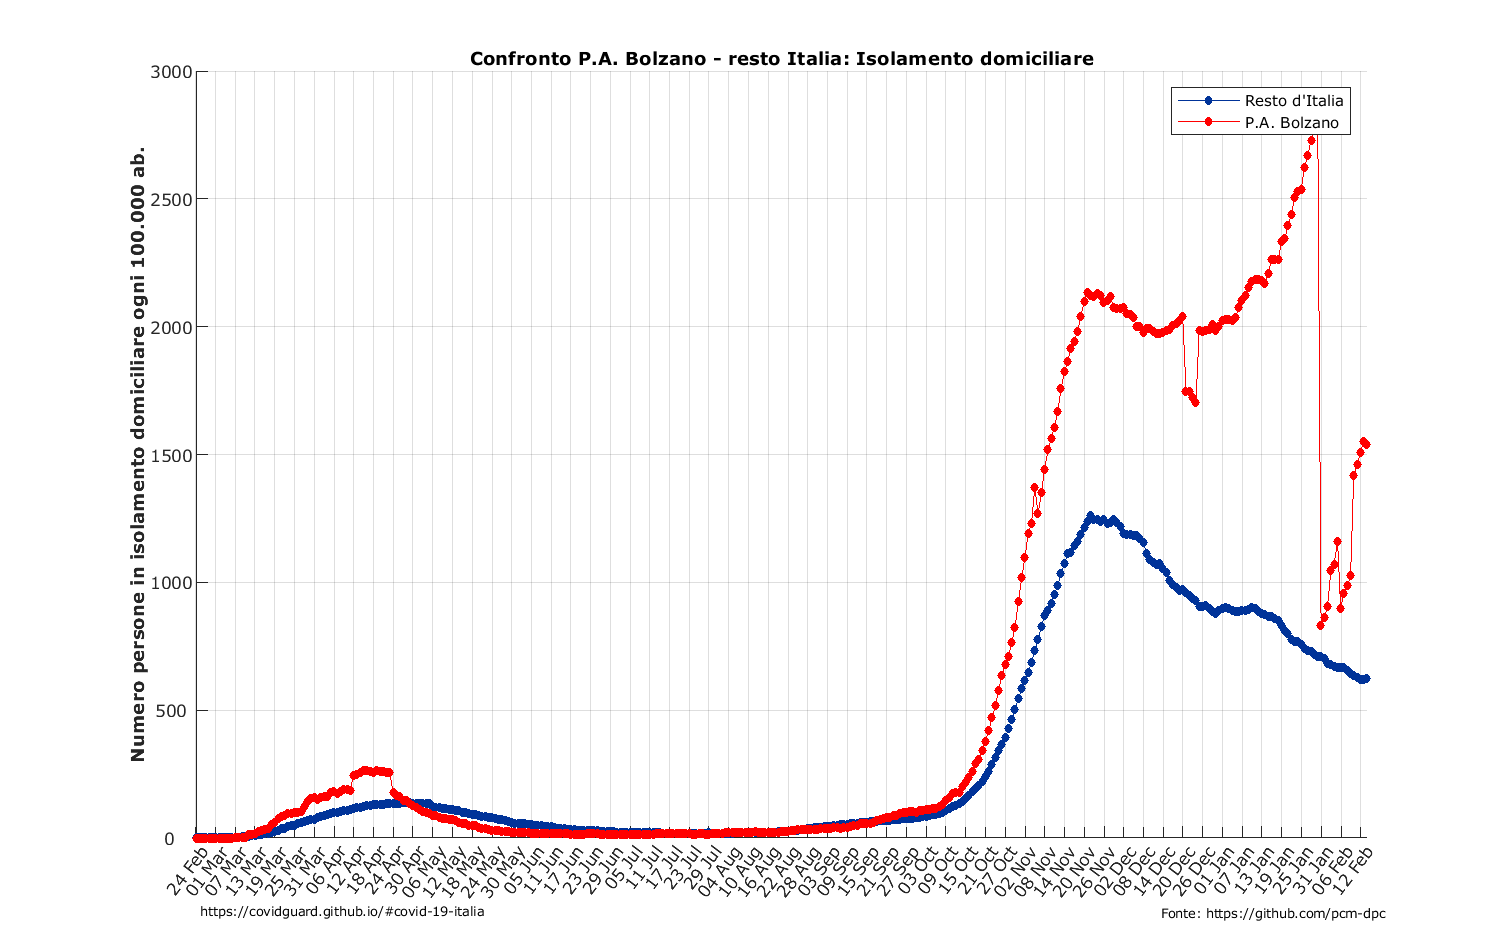 Confronto P.A. Bolzano - resto Italia: Isolamento domiciliare
Numero persone in isolamento domiciliare ogni 100.000 ab.
3000
2500
2000
1500
1000
500
0
Resto d'Italia
P.A. Bolzano
24 Feb
01 Mar
07 Mar
13 Mar
19 Mar
25 Mar
31 Mar
06 Apr
12 Apr
18 Apr
24 Apr
30 Apr
06 May
12 May
18 May
24 May
30 May
05 Jun
11 Jun
17 Jun
23 Jun
29 Jun
05 Jul
11 Jul
17 Jul
23 Jul
29 Jul
04 Aug
10 Aug
16 Aug
22 Aug
28 Aug
03 Sep
09 Sep
15 Sep
21 Sep
27 Sep
03 Oct
09 Oct
15 Oct
21 Oct
27 Oct
02 Nov
08 Nov
14 Nov
20 Nov
26 Nov
02 Dec
08 Dec
14 Dec
20 Dec
26 Dec
01 Jan
07 Jan
13 Jan
19 Jan
25 Jan
31 Jan
06 Feb
12 Feb
https://covidguard.github.io/#covid-19-italia
Fonte: https://github.com/pcm-dpc